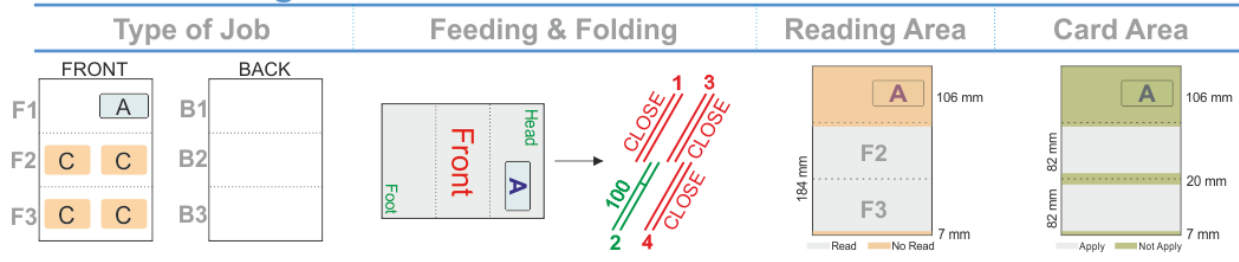 Type of Job
Feeding & Folding
Reading Area
Card Area
FRONT
BACK
F1
A
B1
F2
C
C
B2
F3
C
C
B3
Head
Front
A
Foot
1
3
CLOSE
CLOSE
100
CLOSE
2
4
A
106 mm
F2
184 mm
F3
7 mm
Read
No Read
A
106 mm
82 mm
20 mm
82 mm
7 mm
Apply
Not Apply